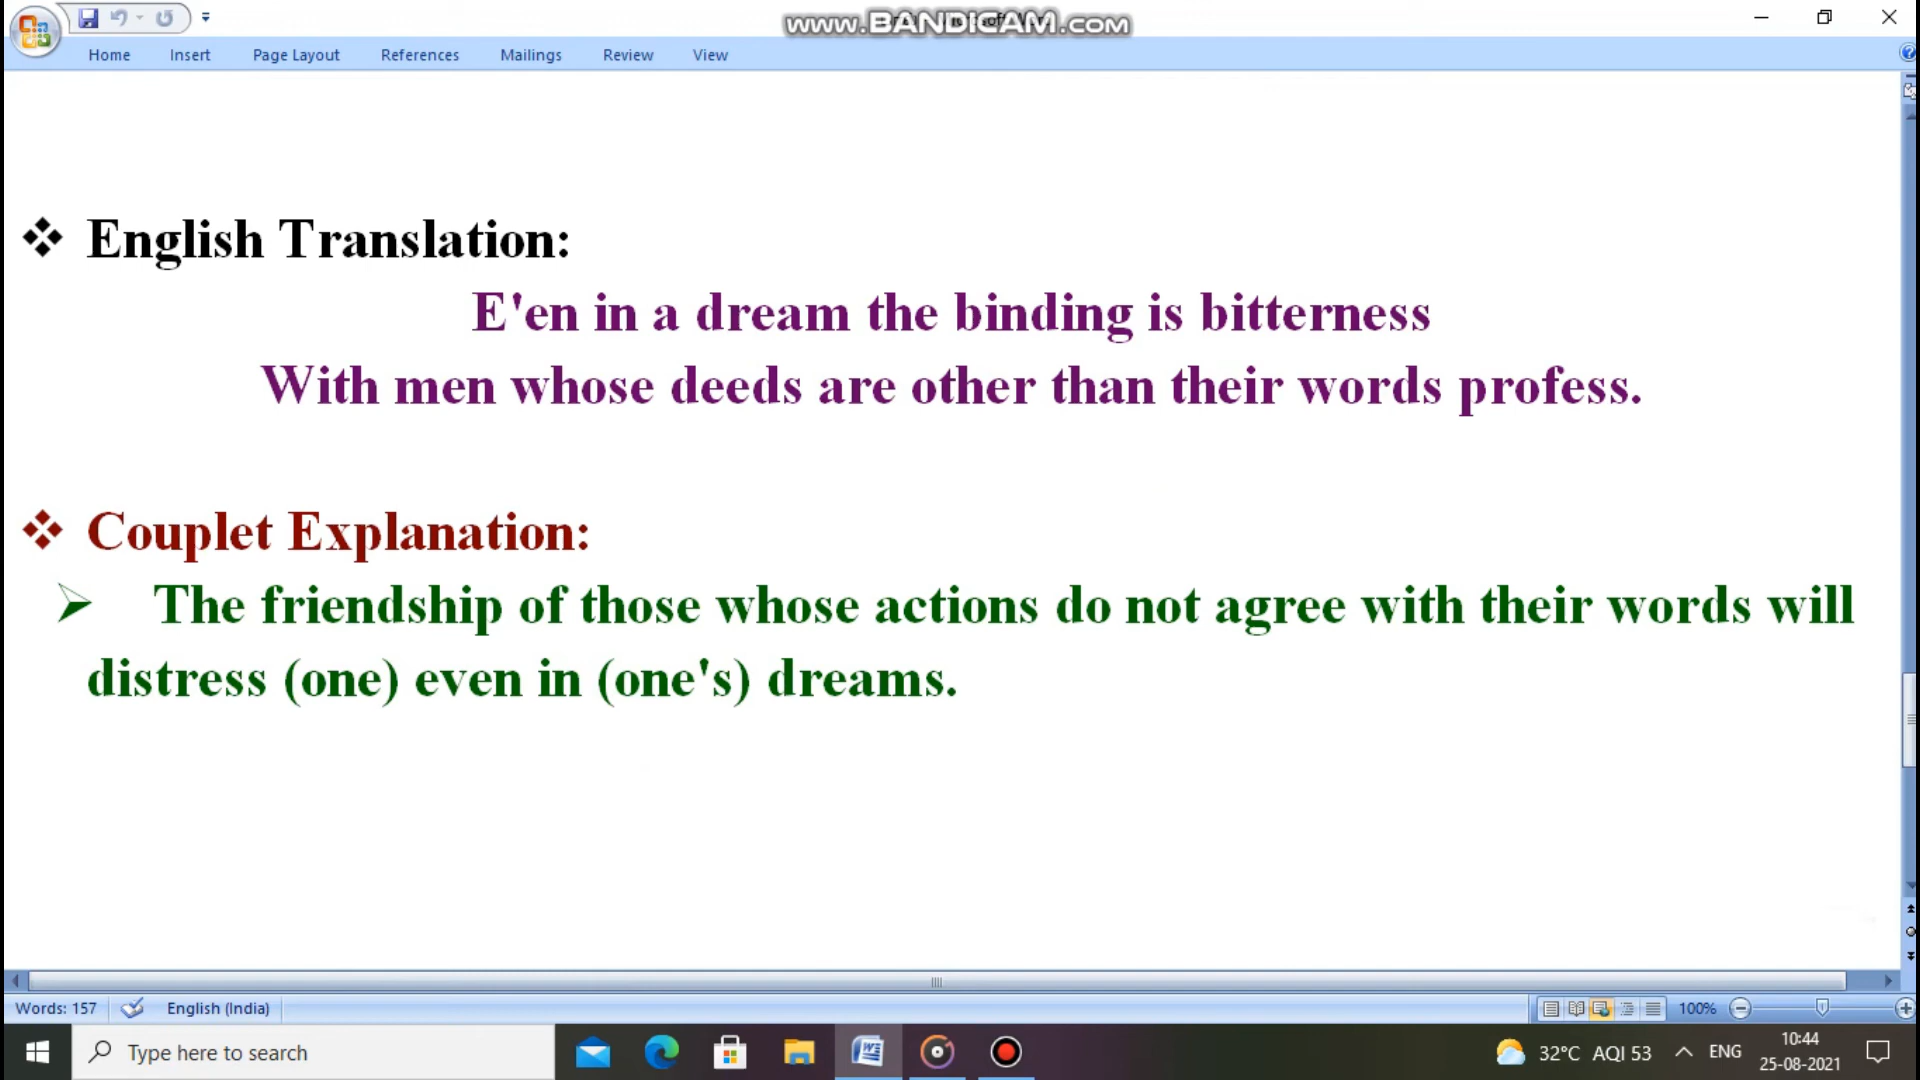 www.BANDICAM.com
Home Insert Page Layout References Mailings Review View
English Translation:
E'en in a dream the binding is bitterness
With men whose deeds are other than their words profess.
Couplet Explanation:
The friendship of those whose actions do not agree with their words will
distress (one) even in (one's) dreams.
Words: 157 English (India) 100%
Type here to search 32°C AQI 53 ENG 10:44
25-08-2021